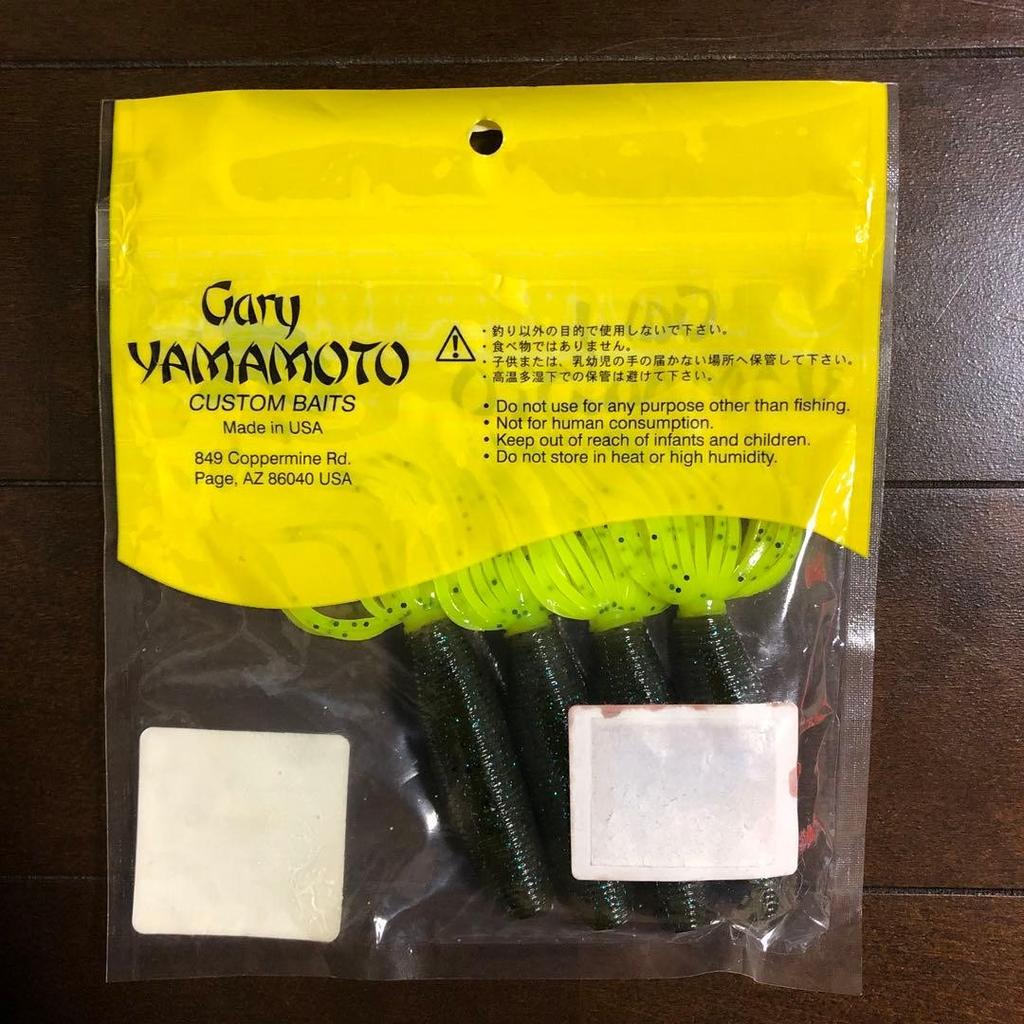 Gary
YAMAMOTO
CUSTOM BAITS
Made in USA
849 Coppermine Rd.
Page, AZ 86040 USA
・釣り以外の目的で使用しないで下さい。
・食べ物ではありません。
・子供または、乳幼児の手の届かない場所へ保管して下さい。
・高温多湿下での保管は避けて下さい。
• Do not use for any purpose other than fishing.
• Not for human consumption.
• Keep out of reach of infants and children.
• Do not store in heat or high humidity.